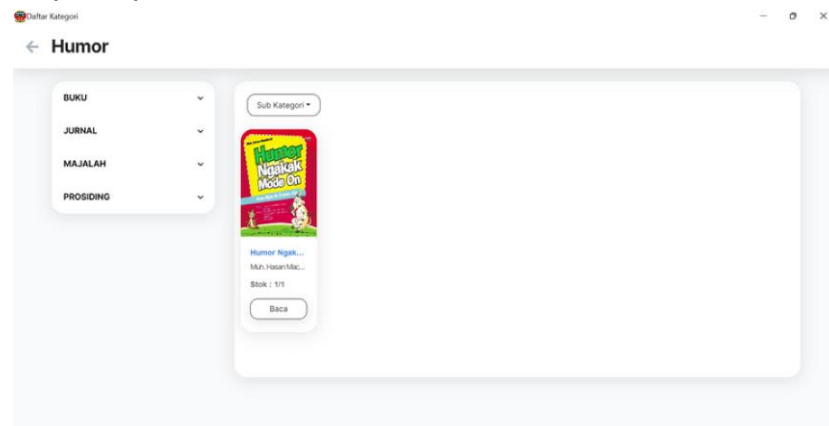 Daftar Kategori
Humor
BUKU
JURNAL
MAJALAH
PROSIDING
Sub Kategori
Humor
Ngakak
Mode On
Humor Ngak...
Muh. Hasan Mac...
Stok : 1/1
Baca